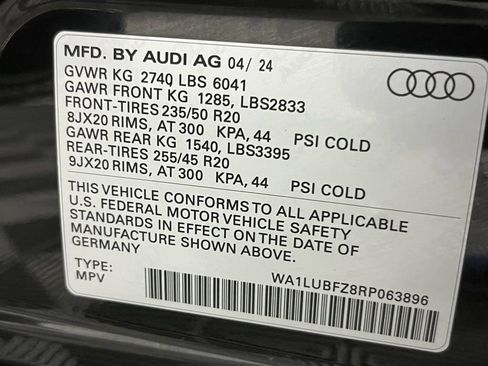 MFD. BY AUDI AG 04/ 24
GVWR KG 2740 LBS 6041
GAWR FRONT KG 1285, LBS2833
FRONT-TIRES 235/50 R20
8JX20 RIMS, AT 300 KPA, 44 PSI COLD
GAWR REAR KG 1540, LBS3395
REAR-TIRES 255/45 R20
9JX20 RIMS, AT 300 KPA, 44 PSI COLD
THIS VEHICLE CONFORMS TO ALL APPLICABLE
U.S. FEDERAL MOTOR VEHICLE SAFETY
STANDARDS IN EFFECT ON THE DATE OF
MANUFACTURE SHOWN ABOVE.
GERMANY
TYPE:
MPV
WA1LUBFZ8RP063896